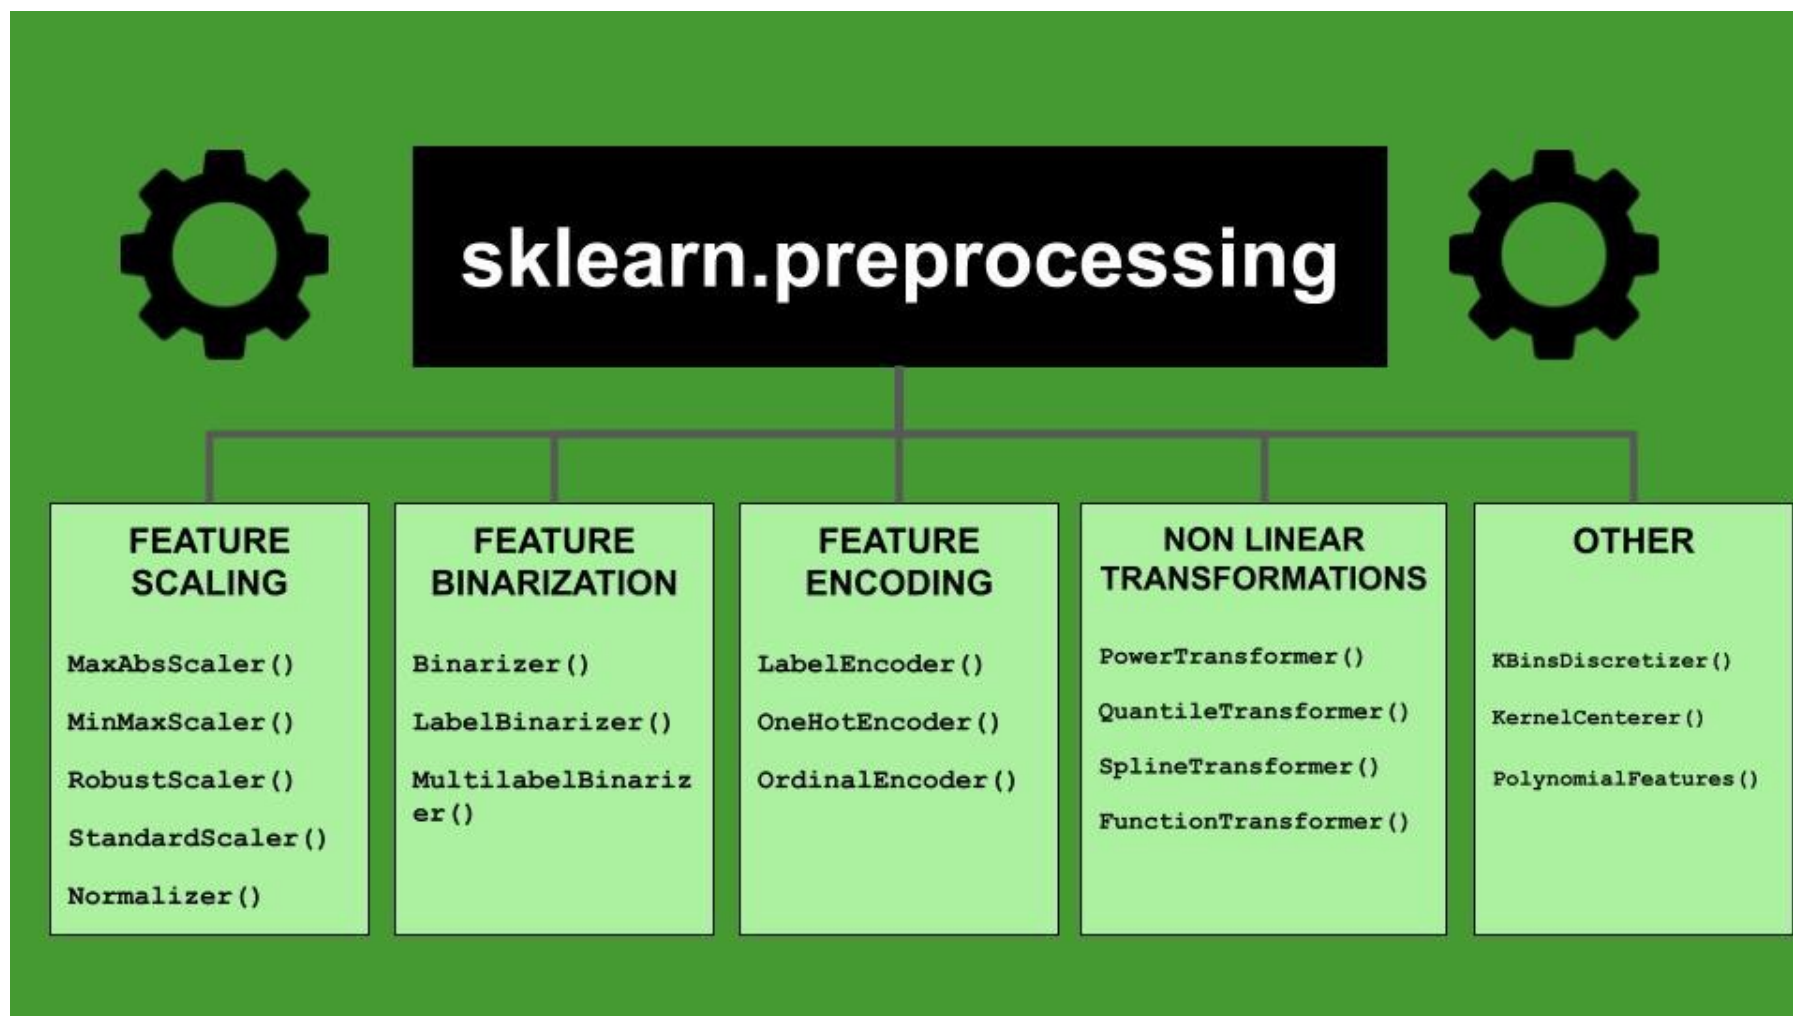 sklearn.preprocessing
FEATURE
SCALING
MaxAbsScaler()
MinMaxScaler()
RobustScaler()
StandardScaler()
Normalizer()
FEATURE
BINARIZATION
Binarizer()
LabelBinarizer()
MultilabelBinariz
er()
FEATURE
ENCODING
LabelEncoder()
OneHotEncoder()
OrdinalEncoder()
NON LINEAR
TRANSFORMATIONS
PowerTransformer()
QuantileTransformer()
SplineTransformer()
FunctionTransformer()
OTHER
KBinsDiscretizer()
KernelCenterer()
PolynomialFeatures()